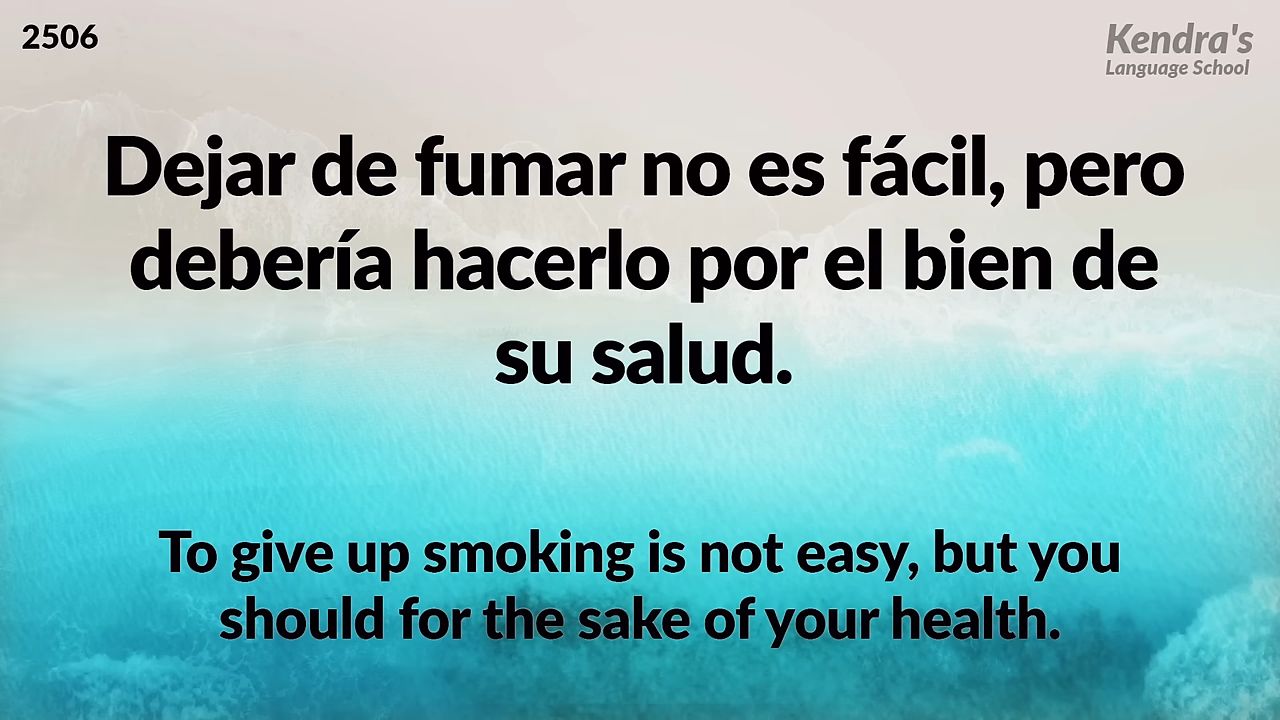 2506
Kendra's
Language School
Dejar de fumar no es fácil, pero
debería hacerlo por el bien de
su salud.
To give up smoking is not easy, but you
should for the sake of your health.